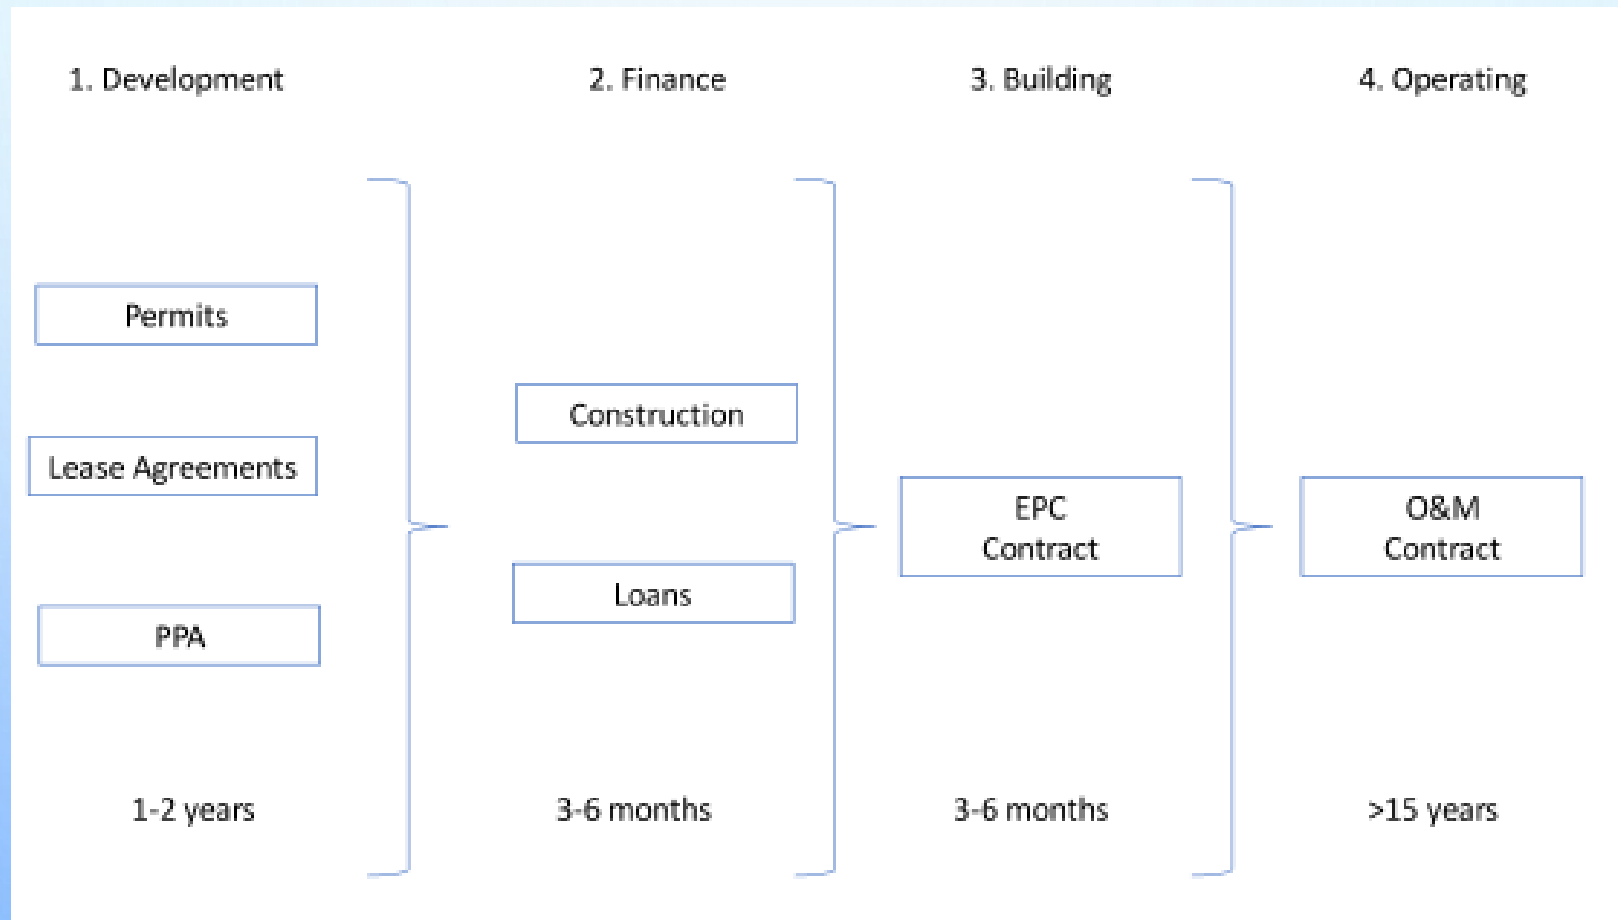 1. Development
2. Finance
3. Building
4. Operating
Permits
Lease Agreements
PPA
Construction
Loans
EPC
Contract
O&M
Contract
1-2 years
3-6 months
3-6 months
>15 years